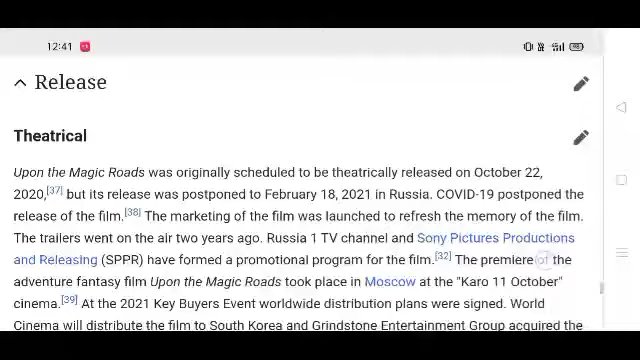 12:41
Release
Theatrical
Upon the Magic Roads was originally scheduled to be theatrically released on October 22,
2020,[37] but its release was postponed to February 18, 2021 in Russia. COVID-19 postponed the
release of the film.[38] The marketing of the film was launched to refresh the memory of the film.
The trailers went on the air two years ago. Russia 1 TV channel and Sony Pictures Productions
and Releasing (SPPR) have formed a promotional program for the film.[32] The premiere of the
adventure fantasy film Upon the Magic Roads took place in Moscow at the "Karo 11 October"
cinema.[39] At the 2021 Key Buyers Event worldwide distribution plans were signed. World
Cinema will distribute the film to South Korea and Grindstone Entertainment Group acquired the